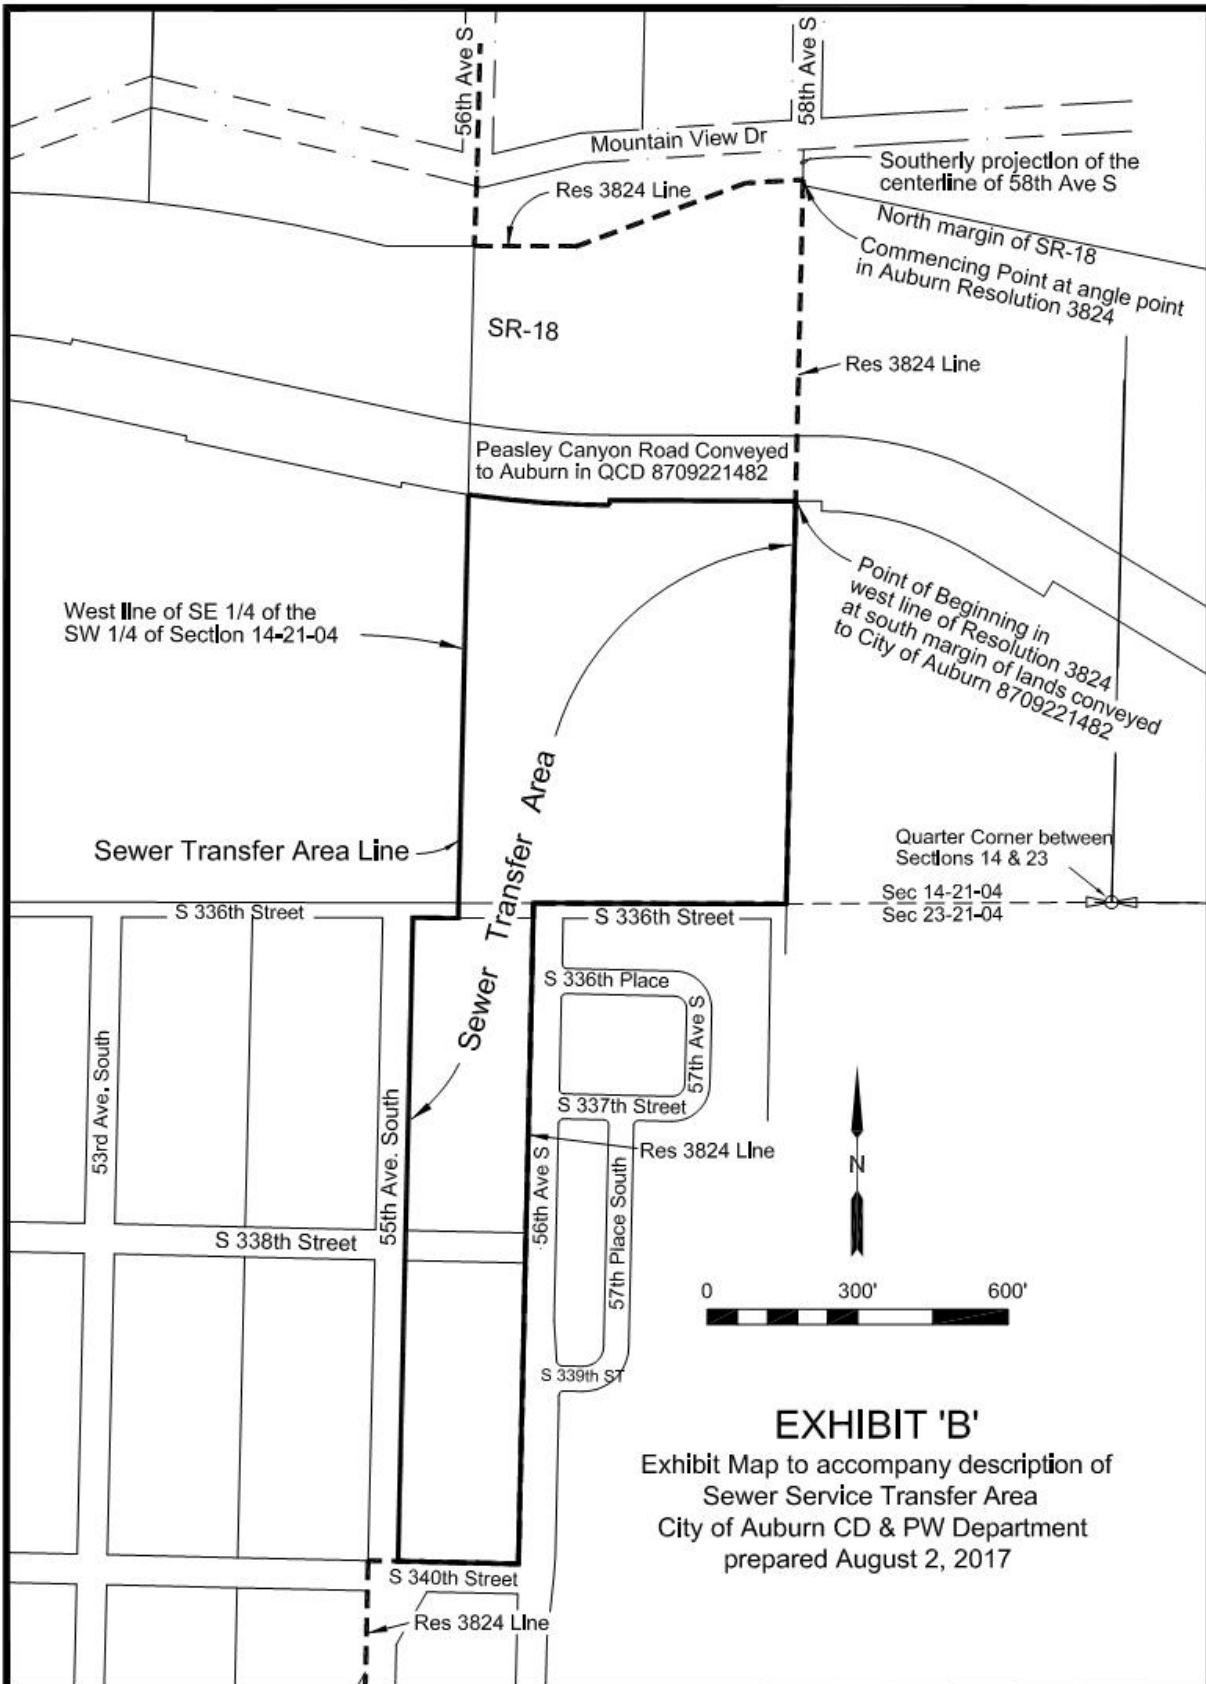 56th Ave S
58th Ave S
Mountain View Dr
Southerly projection of the
centerline of 58th Ave S
Res 3824 Line
North margin of SR-18
Commencing Point at angle point
in Auburn Resolution 3824
SR-18
Res 3824 Line
Peasley Canyon Road Conveyed
to Auburn in QCD 8709221482
Point of Beginning in
west line of Resolution 3824
at south margin of lands conveyed
to City of Auburn 8709221482
West line of SE 1/4 of the
SW 1/4 of Section 14-21-04
Sewer Transfer Area
Sewer Transfer Area Line
Quarter Corner between
Sections 14 & 23
Sec 14-21-04
Sec 23-21-04
S 336th Street
S 336th Street
S 336th Place
57th Ave S
53rd Ave. South
55th Ave. South
S 337th Street
Res 3824 Line
56th Ave S
57th Place South
N
S 338th Street
0 300' 600'
S 339th ST
EXHIBIT 'B'
Exhibit Map to accompany description of
Sewer Service Transfer Area
City of Auburn CD & PW Department
prepared August 2, 2017
S 340th Street
Res 3824 Line